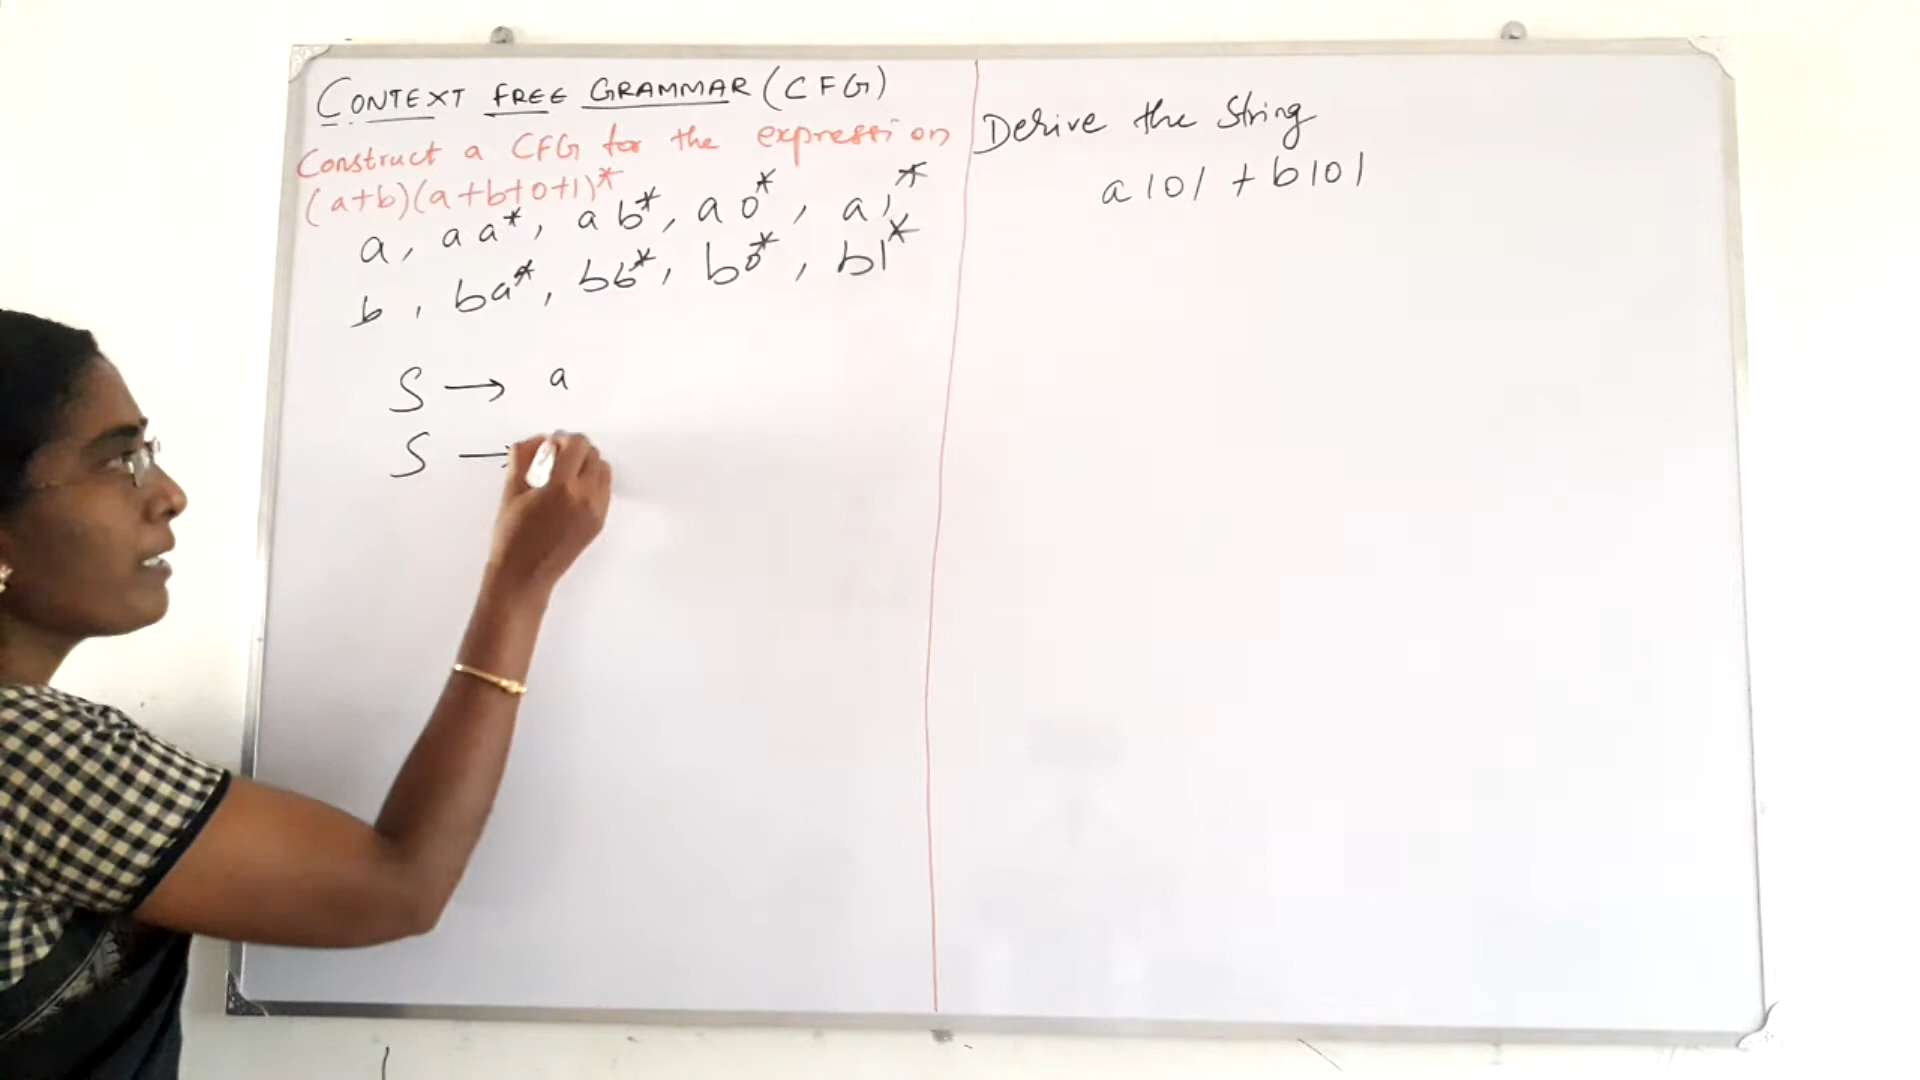 CONTEXT FREE GRAMMAR (CFG)
Construct a CFG for the expression
(a+b)(a+b+0+1)*
a, aa*, ab*, a0*, a1*
b, ba*, bb*, b0*, b1*
S → a
S →
Derive the String
a101 + b101